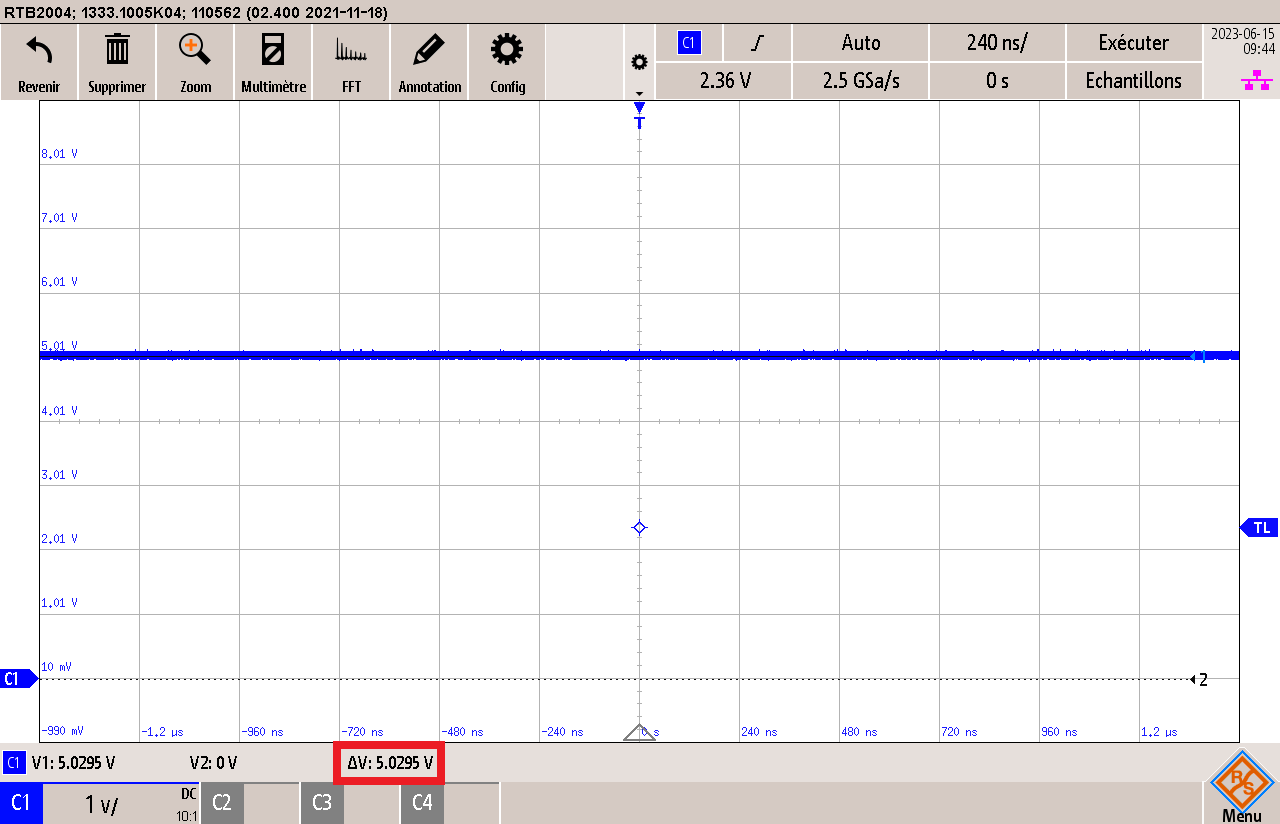 RTB2004; 1333.1005K04; 110562 (02.400 2021-11-18)
Revenir
Supprimer
Zoom
Multimètre
FFT
Annotation
Config
C1
Auto
240 ns/
Exécuter
2023-06-15
09:44
2.36 V
2.5 GSa/s
0 s
Echantillons
T
8.01 V
7.01 V
6.01 V
5.01 V
1
4.01 V
3.01 V
TL
2.01 V
1.01 V
10 mV
C1
2
-990 mV
-1.2 µs
-960 ns
-720 ns
-480 ns
-240 ns
0 s
240 ns
480 ns
720 ns
960 ns
1.2 µs
C1 V1: 5.0295 V V2: 0 V ΔV: 5.0295 V
C1 1 V/ DC 10:1 C2 C3 C4
R S
Menu